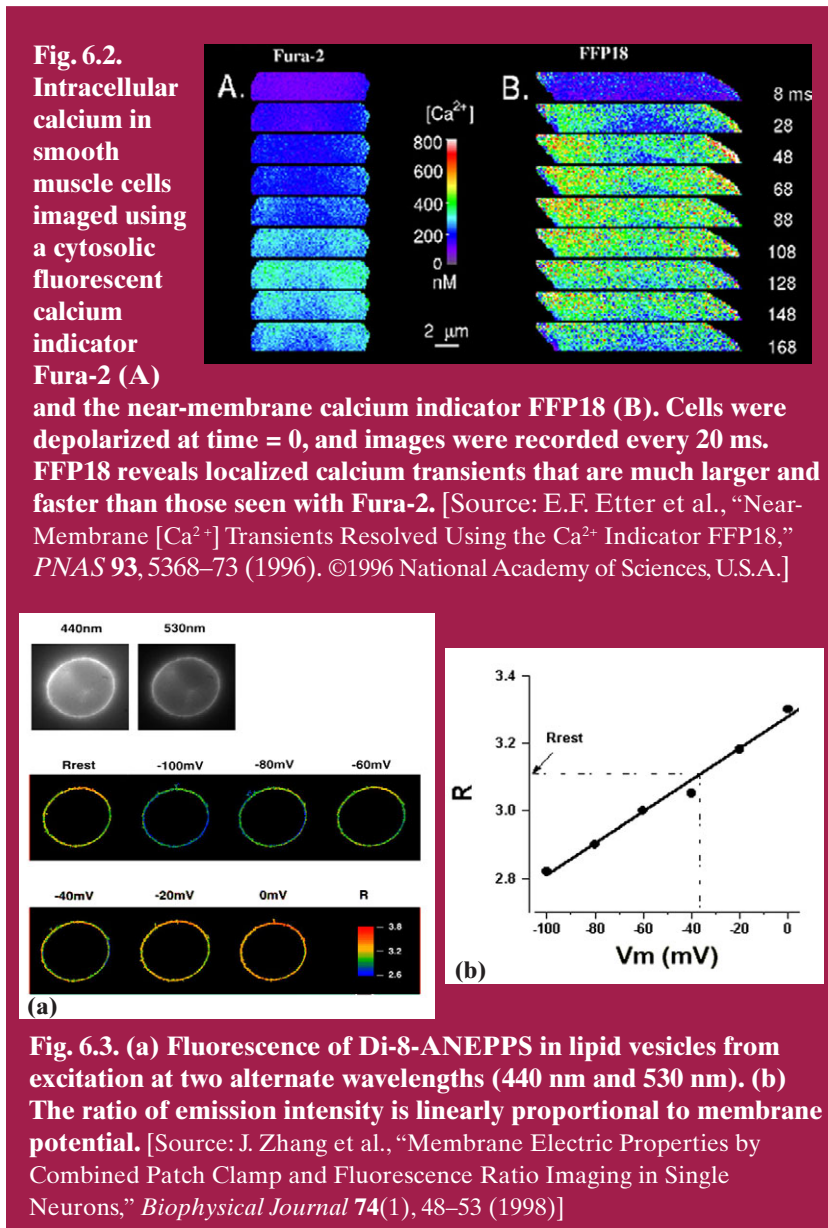 Fig. 6.2.
Intracellular
calcium in
smooth
muscle cells
imaged using
a cytosolic
fluorescent
calcium
indicator
Fura-2 (A)
Fura-2
FFP18
A.
B.
[Ca2+]
800
600
400
200
0
nM
2 μm
8 ms
28
48
68
88
108
128
148
168
and the near-membrane calcium indicator FFP18 (B). Cells were
depolarized at time = 0, and images were recorded every 20 ms.
FFP18 reveals localized calcium transients that are much larger and
faster than those seen with Fura-2. [Source: E.F. Etter et al., “Near-
Membrane [Ca2+] Transients Resolved Using the Ca2+ Indicator FFP18,”
PNAS 93, 5368–73 (1996). ©1996 National Academy of Sciences, U.S.A.]
440nm 530nm
Rrest -100mV -80mV -60mV
-40mV -20mV 0mV R
3.8
3.2
2.6
(a)
3.4
3.2
3.0
2.8
R
Rrest
-100 -80 -60 -40 -20 0
Vm (mV)
(b)
Fig. 6.3. (a) Fluorescence of Di-8-ANEPPS in lipid vesicles from
excitation at two alternate wavelengths (440 nm and 530 nm). (b)
The ratio of emission intensity is linearly proportional to membrane
potential. [Source: J. Zhang et al., “Membrane Electric Properties by
Combined Patch Clamp and Fluorescence Ratio Imaging in Single
Neurons,” Biophysical Journal 74(1), 48–53 (1998)]